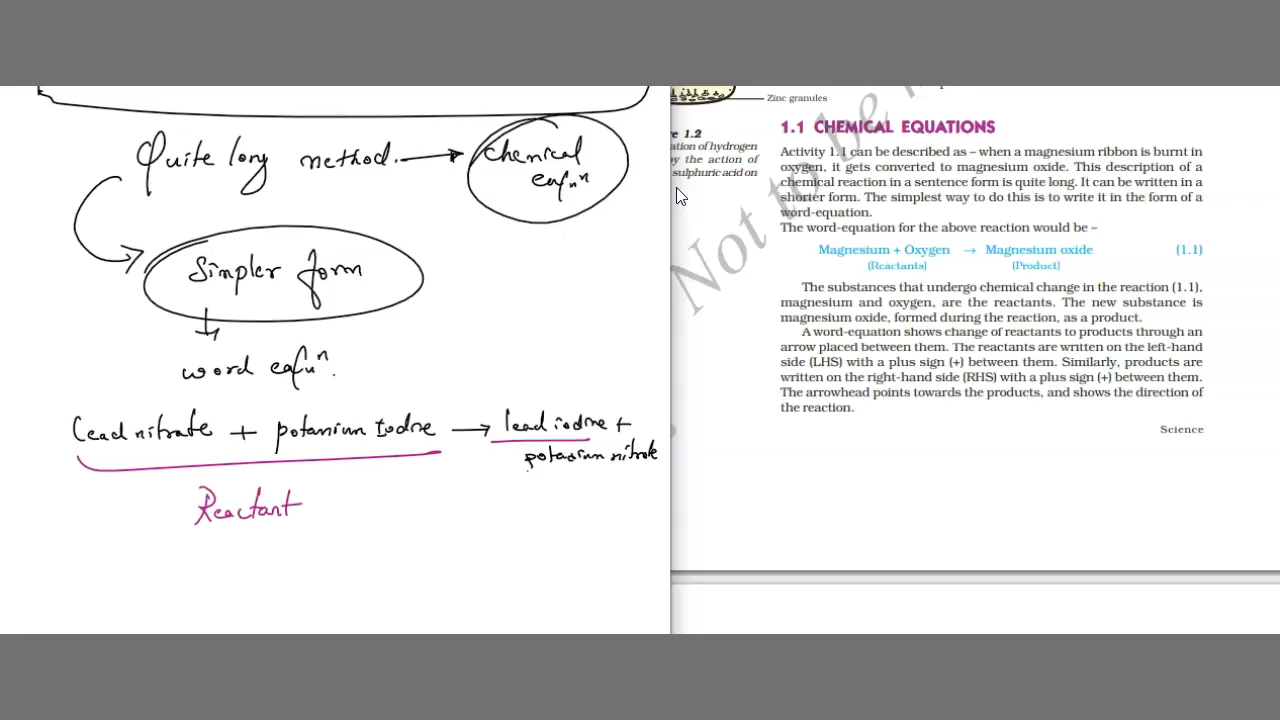 Quite long method. → chemical
eqⁿ
Simpler form
word eqⁿ.
Lead nitrate + potassium Iodine → lead iodine +
potassium nitrate
Reactant
Zinc granules
re 1.2
ation of hydrogen
by the action of
sulphuric acid on
Not to be
1.1 CHEMICAL EQUATIONS
Activity 1.1 can be described as – when a magnesium ribbon is burnt in
oxygen, it gets converted to magnesium oxide. This description of a
chemical reaction in a sentence form is quite long. It can be written in a
shorter form. The simplest way to do this is to write it in the form of a
word-equation.
The word-equation for the above reaction would be –
Magnesium + Oxygen → Magnesium oxide (1.1)
(Reactants) (Product)
The substances that undergo chemical change in the reaction (1.1),
magnesium and oxygen, are the reactants. The new substance is
magnesium oxide, formed during the reaction, as a product.
A word-equation shows change of reactants to products through an
arrow placed between them. The reactants are written on the left-hand
side (LHS) with a plus sign (+) between them. Similarly, products are
written on the right-hand side (RHS) with a plus sign (+) between them.
The arrowhead points towards the products, and shows the direction of
the reaction.
Science